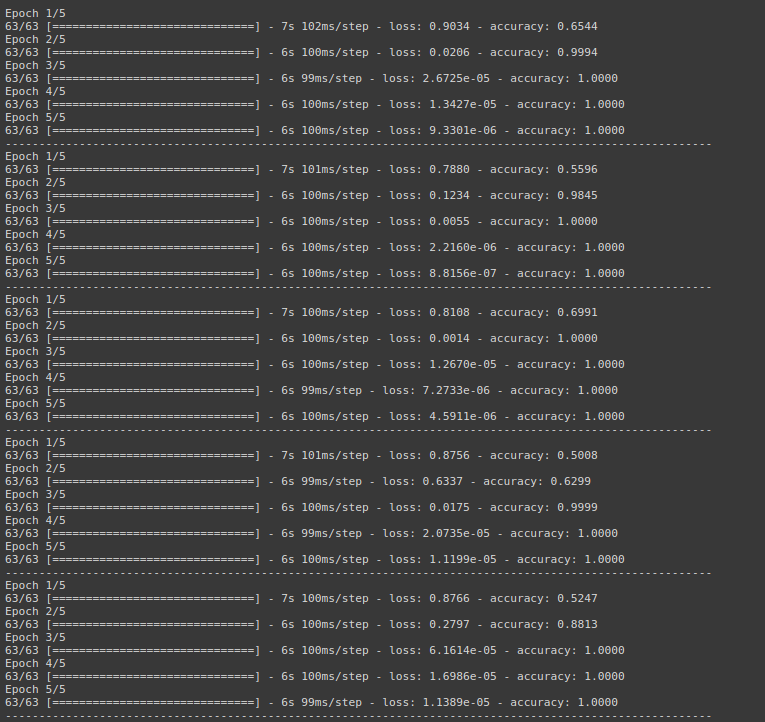 Epoch 1/5
63/63 [==============================] - 7s 102ms/step - loss: 0.9034 - accuracy: 0.6544
Epoch 2/5
63/63 [==============================] - 6s 100ms/step - loss: 0.0206 - accuracy: 0.9994
Epoch 3/5
63/63 [==============================] - 6s 99ms/step - loss: 2.6725e-05 - accuracy: 1.0000
Epoch 4/5
63/63 [==============================] - 6s 100ms/step - loss: 1.3427e-05 - accuracy: 1.0000
Epoch 5/5
63/63 [==============================] - 6s 100ms/step - loss: 9.3301e-06 - accuracy: 1.0000
---------------------------------------------------------------------------------------------------------
Epoch 1/5
63/63 [==============================] - 7s 101ms/step - loss: 0.7880 - accuracy: 0.5596
Epoch 2/5
63/63 [==============================] - 6s 100ms/step - loss: 0.1234 - accuracy: 0.9845
Epoch 3/5
63/63 [==============================] - 6s 100ms/step - loss: 0.0055 - accuracy: 1.0000
Epoch 4/5
63/63 [==============================] - 6s 100ms/step - loss: 2.2160e-06 - accuracy: 1.0000
Epoch 5/5
63/63 [==============================] - 6s 100ms/step - loss: 8.8156e-07 - accuracy: 1.0000
---------------------------------------------------------------------------------------------------------
Epoch 1/5
63/63 [==============================] - 7s 100ms/step - loss: 0.8108 - accuracy: 0.6991
Epoch 2/5
63/63 [==============================] - 6s 100ms/step - loss: 0.0014 - accuracy: 1.0000
Epoch 3/5
63/63 [==============================] - 6s 100ms/step - loss: 1.2670e-05 - accuracy: 1.0000
Epoch 4/5
63/63 [==============================] - 6s 99ms/step - loss: 7.2733e-06 - accuracy: 1.0000
Epoch 5/5
63/63 [==============================] - 6s 100ms/step - loss: 4.5911e-06 - accuracy: 1.0000
---------------------------------------------------------------------------------------------------------
Epoch 1/5
63/63 [==============================] - 7s 101ms/step - loss: 0.8756 - accuracy: 0.5008
Epoch 2/5
63/63 [==============================] - 6s 99ms/step - loss: 0.6337 - accuracy: 0.6299
Epoch 3/5
63/63 [==============================] - 6s 100ms/step - loss: 0.0175 - accuracy: 0.9999
Epoch 4/5
63/63 [==============================] - 6s 99ms/step - loss: 2.0735e-05 - accuracy: 1.0000
Epoch 5/5
63/63 [==============================] - 6s 100ms/step - loss: 1.1199e-05 - accuracy: 1.0000
---------------------------------------------------------------------------------------------------------
Epoch 1/5
63/63 [==============================] - 7s 100ms/step - loss: 0.8766 - accuracy: 0.5247
Epoch 2/5
63/63 [==============================] - 6s 100ms/step - loss: 0.2797 - accuracy: 0.8813
Epoch 3/5
63/63 [==============================] - 6s 100ms/step - loss: 6.1614e-05 - accuracy: 1.0000
Epoch 4/5
63/63 [==============================] - 6s 100ms/step - loss: 1.6986e-05 - accuracy: 1.0000
Epoch 5/5
63/63 [==============================] - 6s 99ms/step - loss: 1.1389e-05 - accuracy: 1.0000
---------------------------------------------------------------------------------------------------------